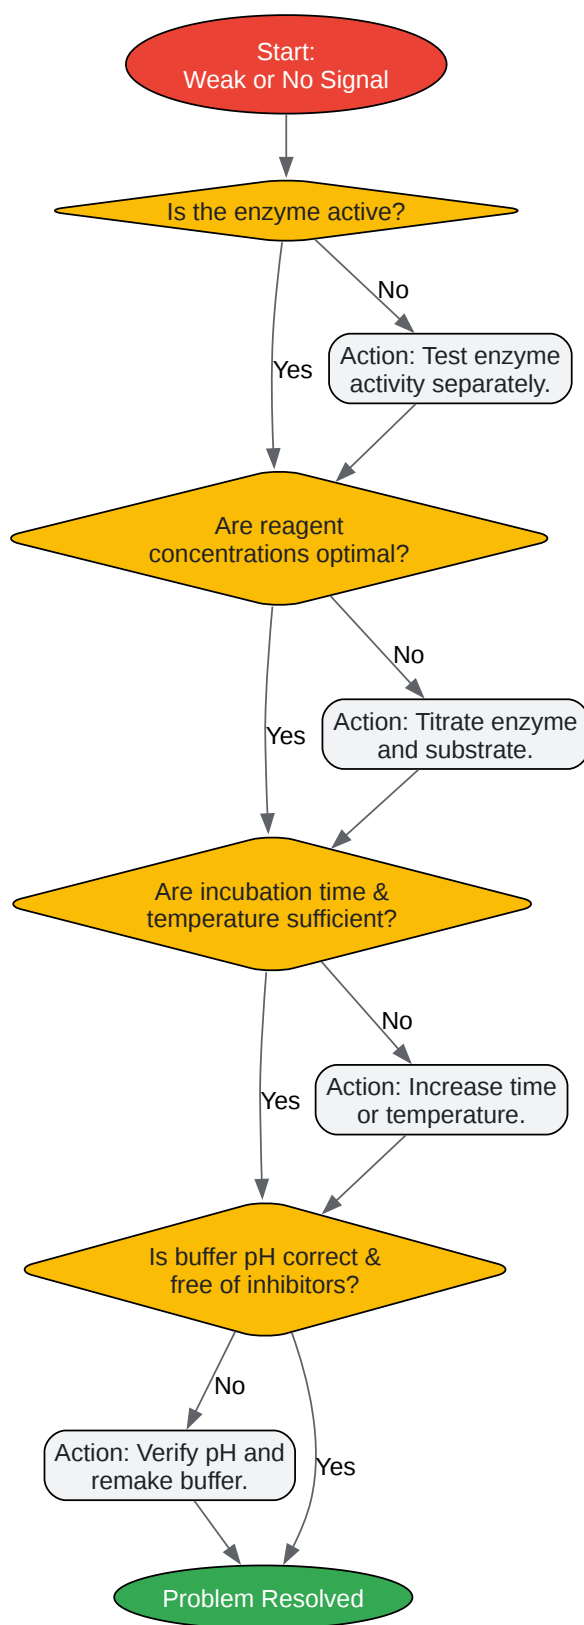 Start:
Weak or No Signal
Is the enzyme active?
No
Yes
Action: Test enzyme
activity separately.
Are reagent
concentrations optimal?
No
Yes
Action: Titrate enzyme
and substrate.
Are incubation time &
temperature sufficient?
No
Yes
Action: Increase time
or temperature.
Is buffer pH correct &
free of inhibitors?
No
Yes
Action: Verify pH and
remake buffer.
Problem Resolved